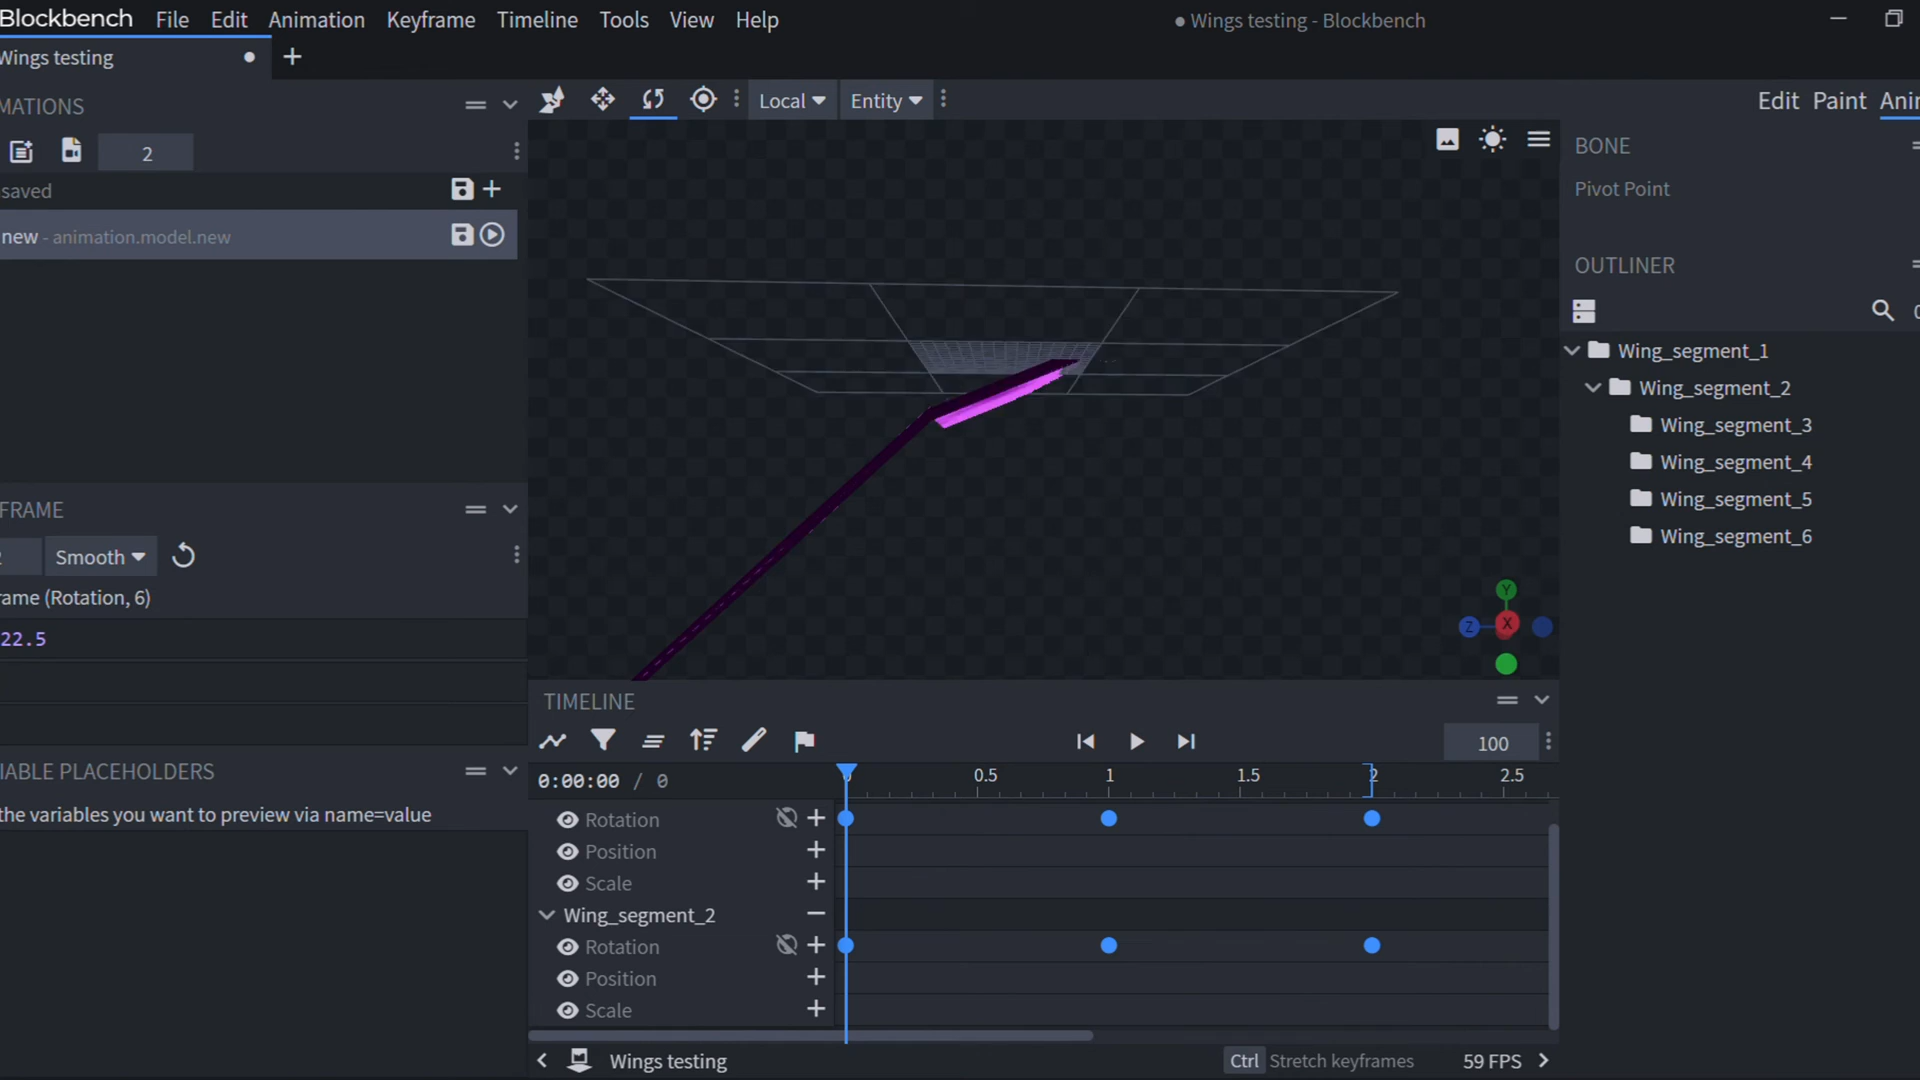 Blockbench File Edit Animation Keyframe Timeline Tools View Help
● Wings testing - Blockbench
Wings testing
MATIONS
2
saved
new - animation.model.new
FRAME
Smooth
rame (Rotation, 6)
22.5
IABLE PLACEHOLDERS
the variables you want to preview via name=value
Local
Entity
Edit Paint Anim
BONE
Pivot Point
OUTLINER
Wing_segment_1
Wing_segment_2
Wing_segment_3
Wing_segment_4
Wing_segment_5
Wing_segment_6
Y
Z
X
TIMELINE
100
0:00:00 / 0
0.5 1 1.5 2 2.5
Rotation
Position
Scale
Wing_segment_2
Rotation
Position
Scale
Wings testing
Ctrl Stretch keyframes 59 FPS